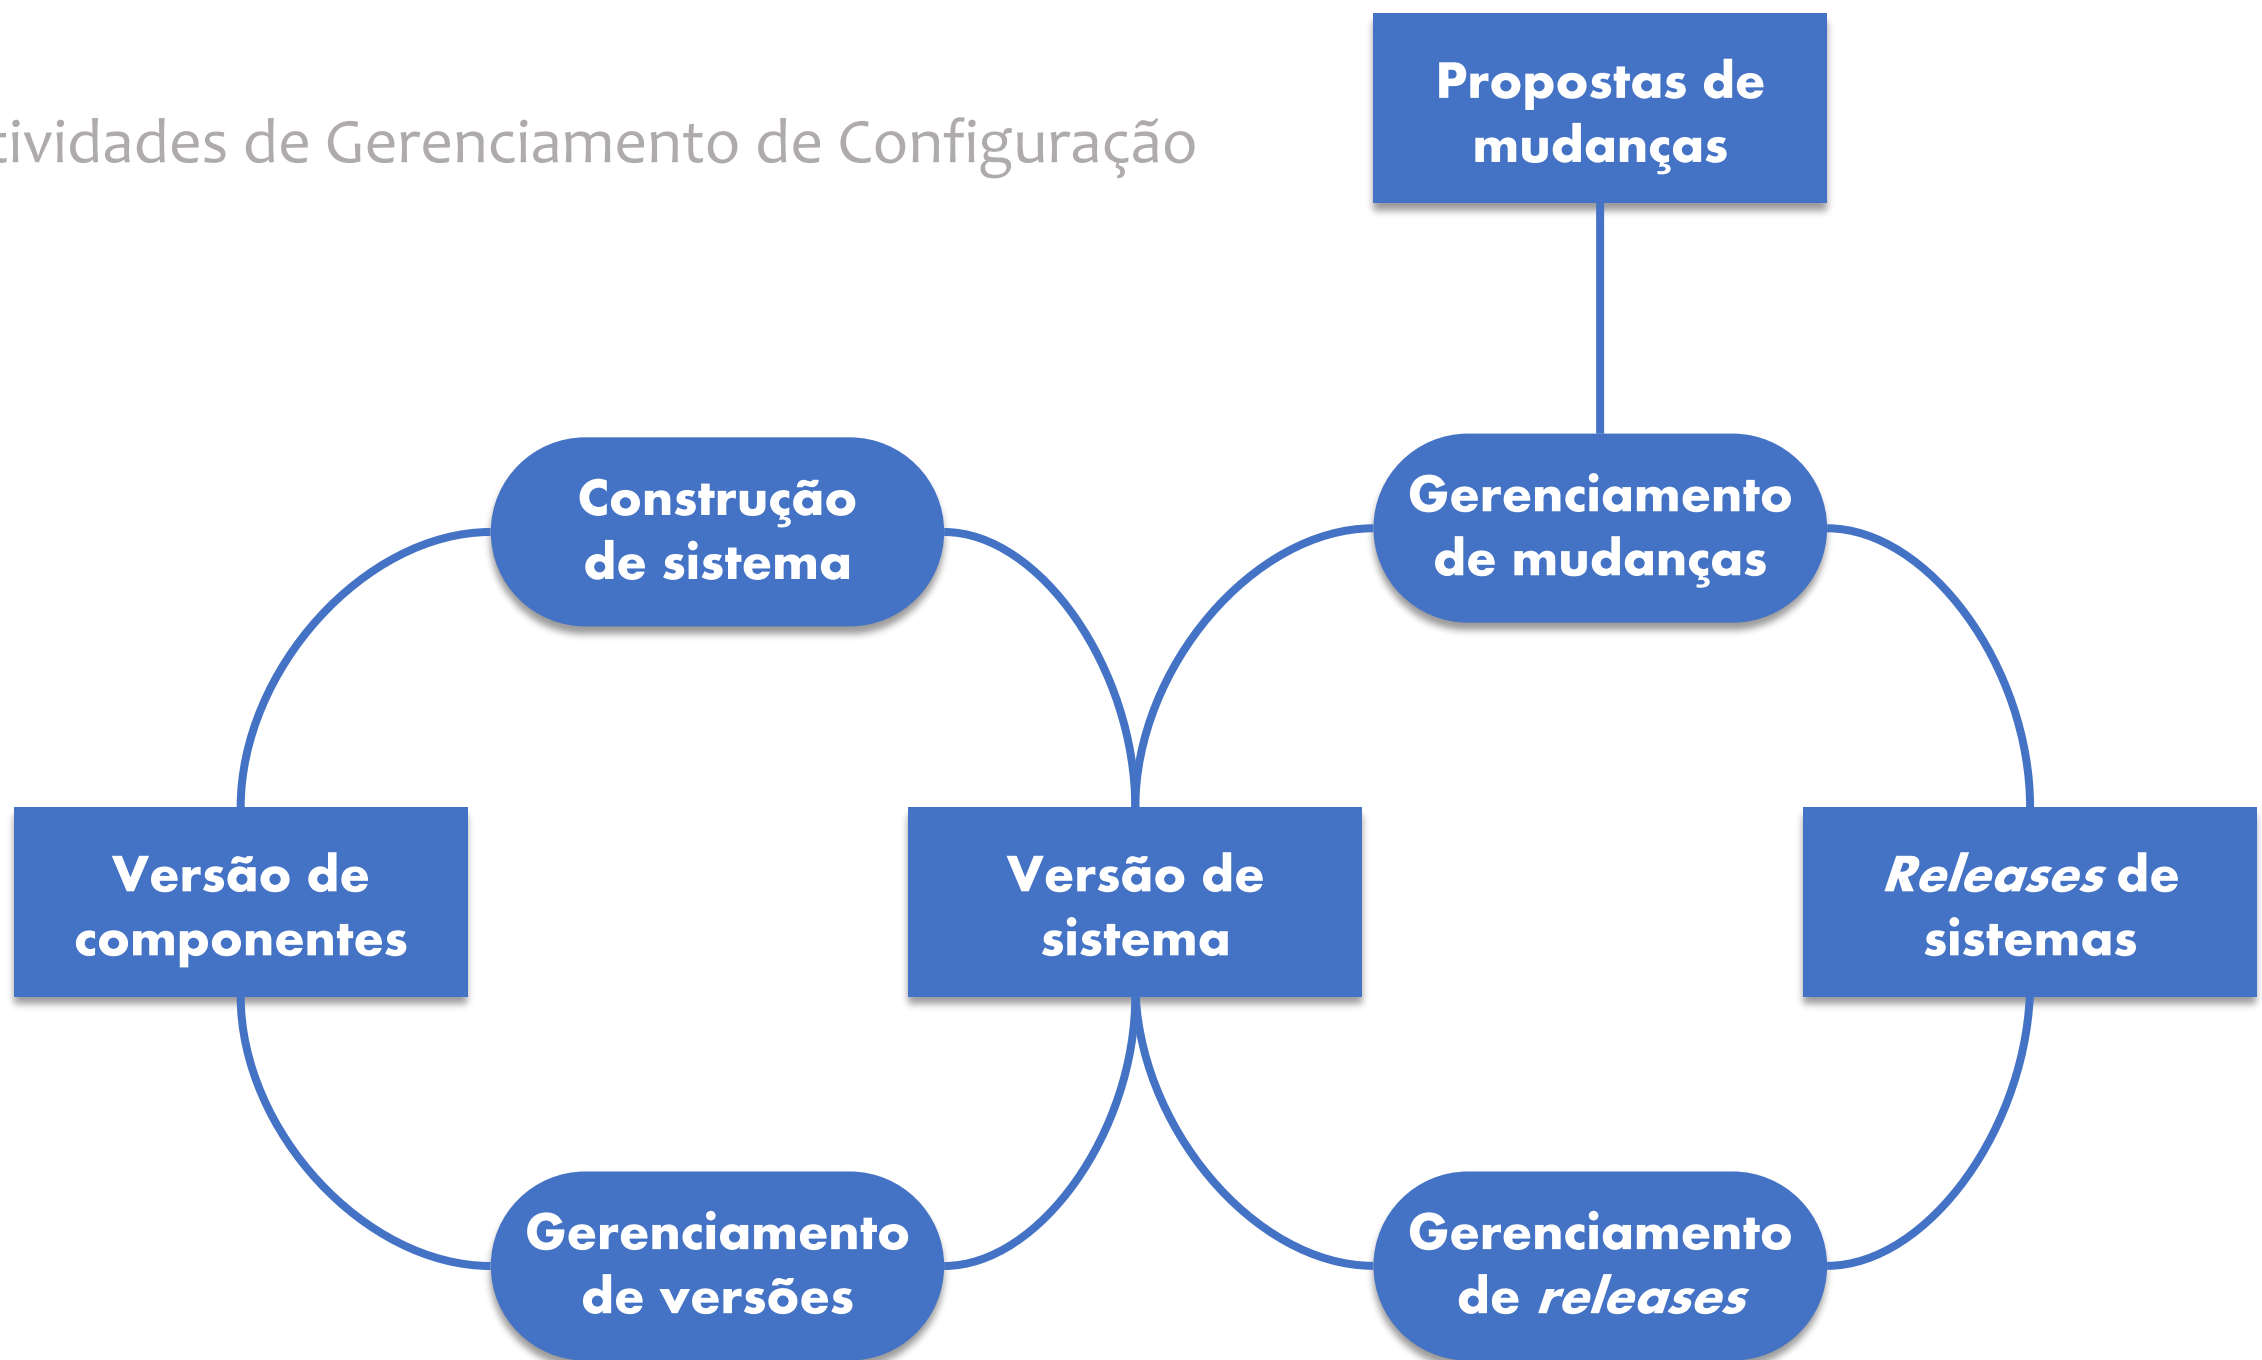 Propostas de
mudanças
tividades de Gerenciamento de Configuração
Construção
de sistema
Gerenciamento
de mudanças
Versão de
componentes
Versão de
sistema
Releases de
sistemas
Gerenciamento
de versões
Gerenciamento
de releases